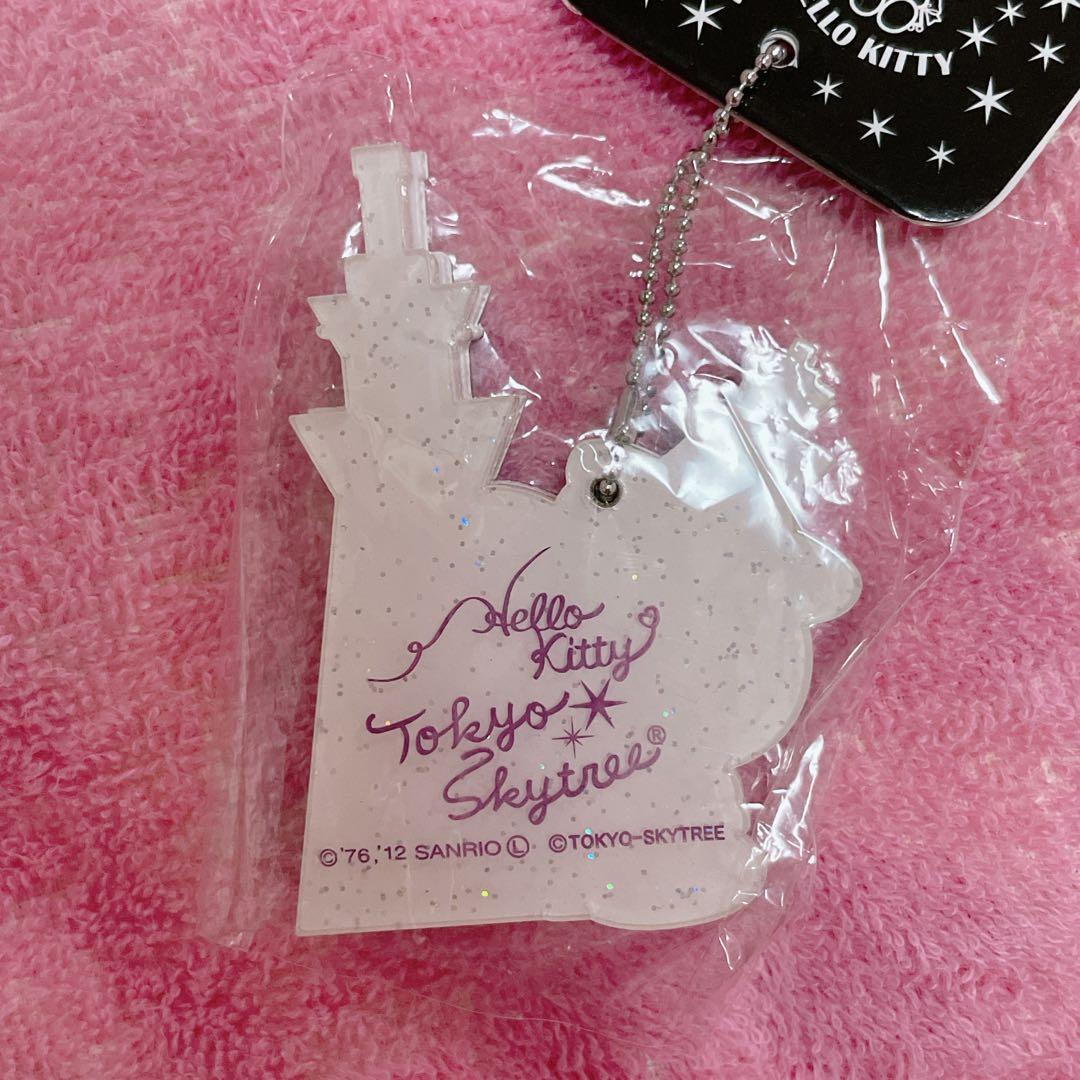 HELLO KITTY
Hello
Kitty
Tokyo
Skytree®
©'76,'12 SANRIO Ⓛ ©TOKYO-SKYTREE